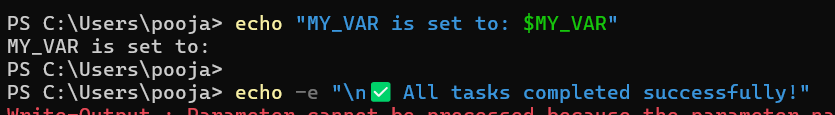 PS C:\Users\pooja> echo "MY_VAR is set to: $MY_VAR"
MY_VAR is set to:
PS C:\Users\pooja>
PS C:\Users\pooja> echo -e "\n✅ All tasks completed successfully!"
Write-Output : Parameter cannot be processed because the parameter na